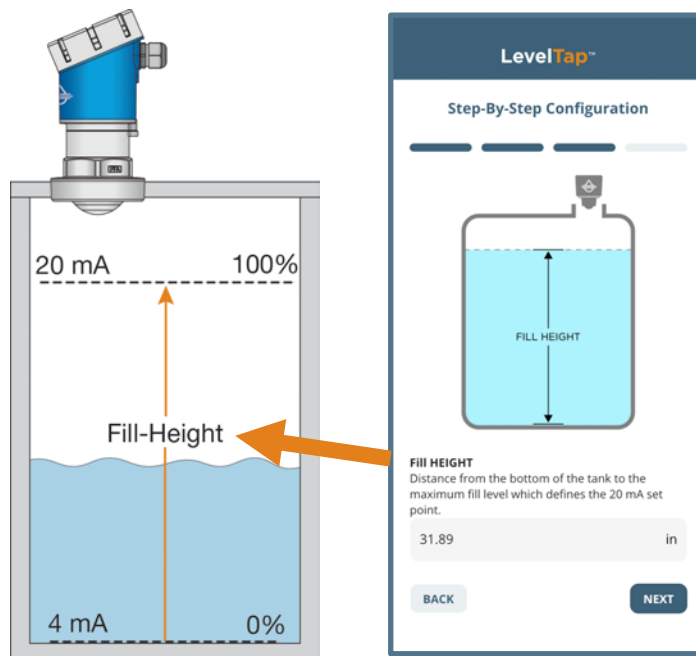 20 mA 100%
Fill-Height
4 mA 0%
LevelTap™
Step-By-Step Configuration
FILL HEIGHT
Fill HEIGHT
Distance from the bottom of the tank to the
maximum fill level which defines the 20 mA set
point.
31.89 in
BACK NEXT